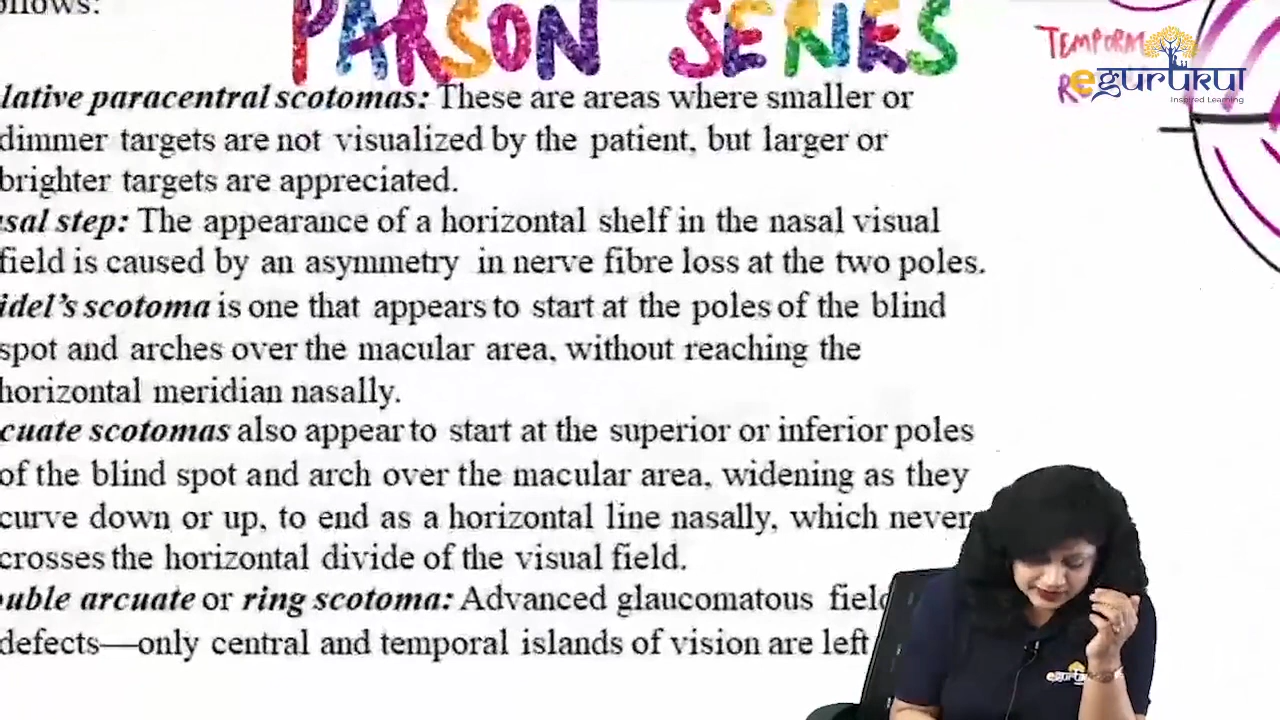 ollows:
PARSON SERIES
TEMPORA
R
egurukul
Inspired Learning
lative paracentral scotomas: These are areas where smaller or
dimmer targets are not visualized by the patient, but larger or
brighter targets are appreciated.
sal step: The appearance of a horizontal shelf in the nasal visual
field is caused by an asymmetry in nerve fibre loss at the two poles.
idel's scotoma is one that appears to start at the poles of the blind
spot and arches over the macular area, without reaching the
horizontal meridian nasally.
cuate scotomas also appear to start at the superior or inferior poles
of the blind spot and arch over the macular area, widening as they
curve down or up, to end as a horizontal line nasally, which never
crosses the horizontal divide of the visual field.
uble arcuate or ring scotoma: Advanced glaucomatous field
defects—only central and temporal islands of vision are left